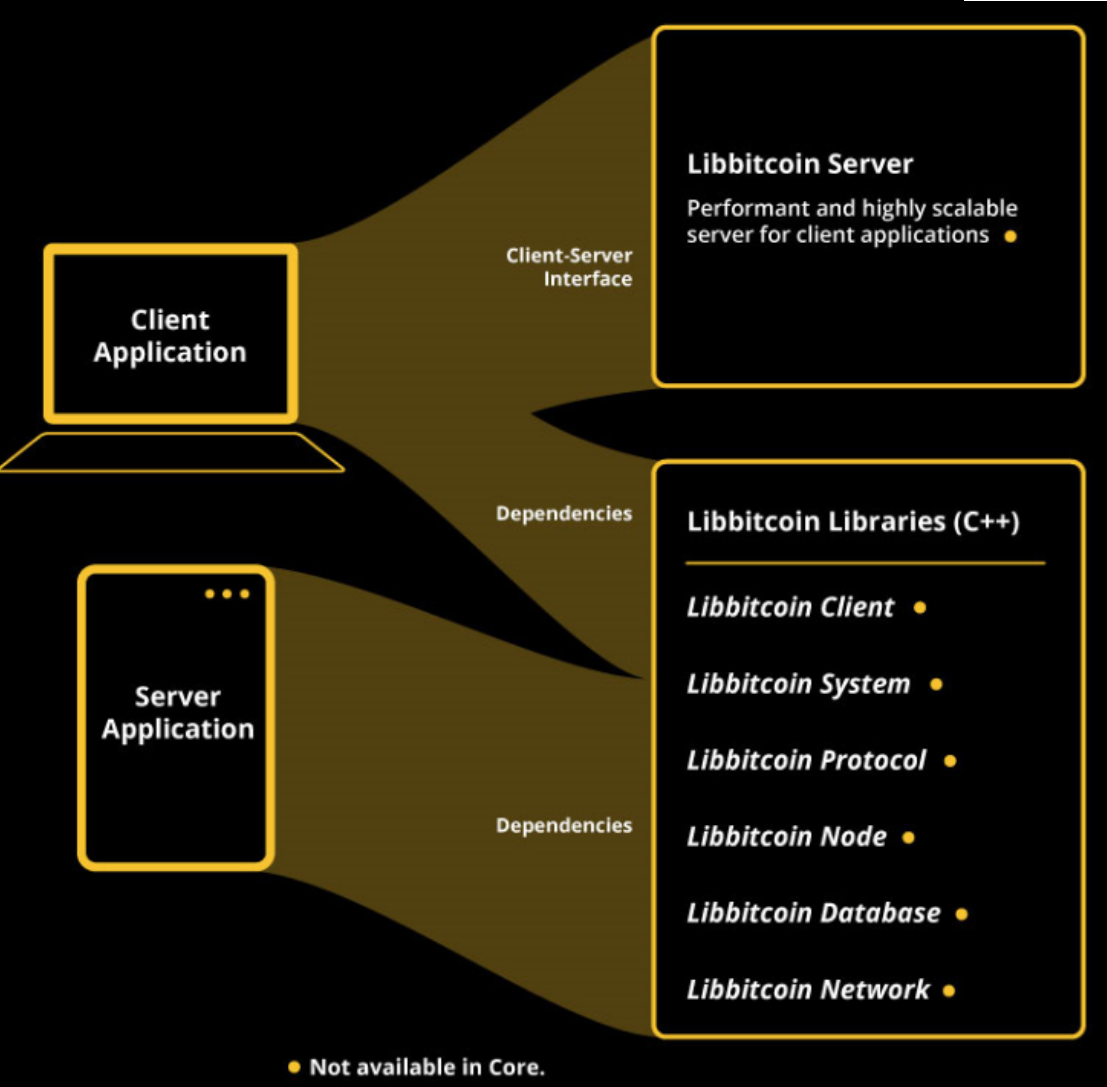 Libbitcoin Server
Performant and highly scalable
server for client applications
Client-Server
Interface
Client
Application
Dependencies
Libbitcoin Libraries (C++)
Libbitcoin Client
Libbitcoin System
Libbitcoin Protocol
Libbitcoin Node
Libbitcoin Database
Libbitcoin Network
Server
Application
Dependencies
Not available in Core.